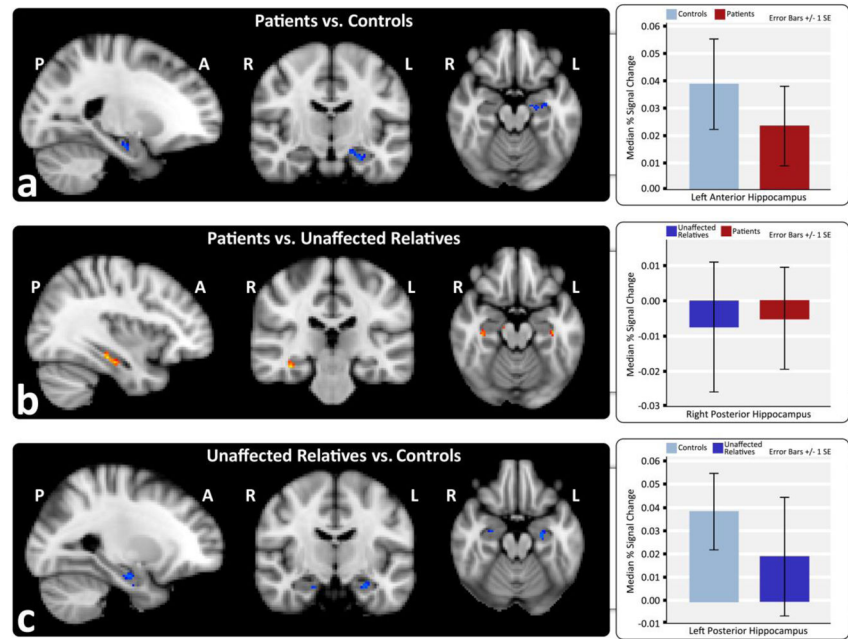 Patients vs. Controls
P A R L R L
a
Controls Patients Error Bars +/- 1 SE
Median % Signal Change
0.06
0.05
0.04
0.03
0.02
0.01
0.00
Left Anterior Hippocampus
Patients vs. Unaffected Relatives
P A R L R L
b
Unaffected Relatives Patients Error Bars +/- 1 SE
Median % Signal Change
0.01
0.00
-0.01
-0.02
-0.03
Right Posterior Hippocampus
Unaffected Relatives vs. Controls
P A R L R L
c
Controls Unaffected Relatives Error Bars +/- 1 SE
Median % Signal Change
0.06
0.05
0.04
0.03
0.02
0.01
0.00
-0.01
Left Posterior Hippocampus